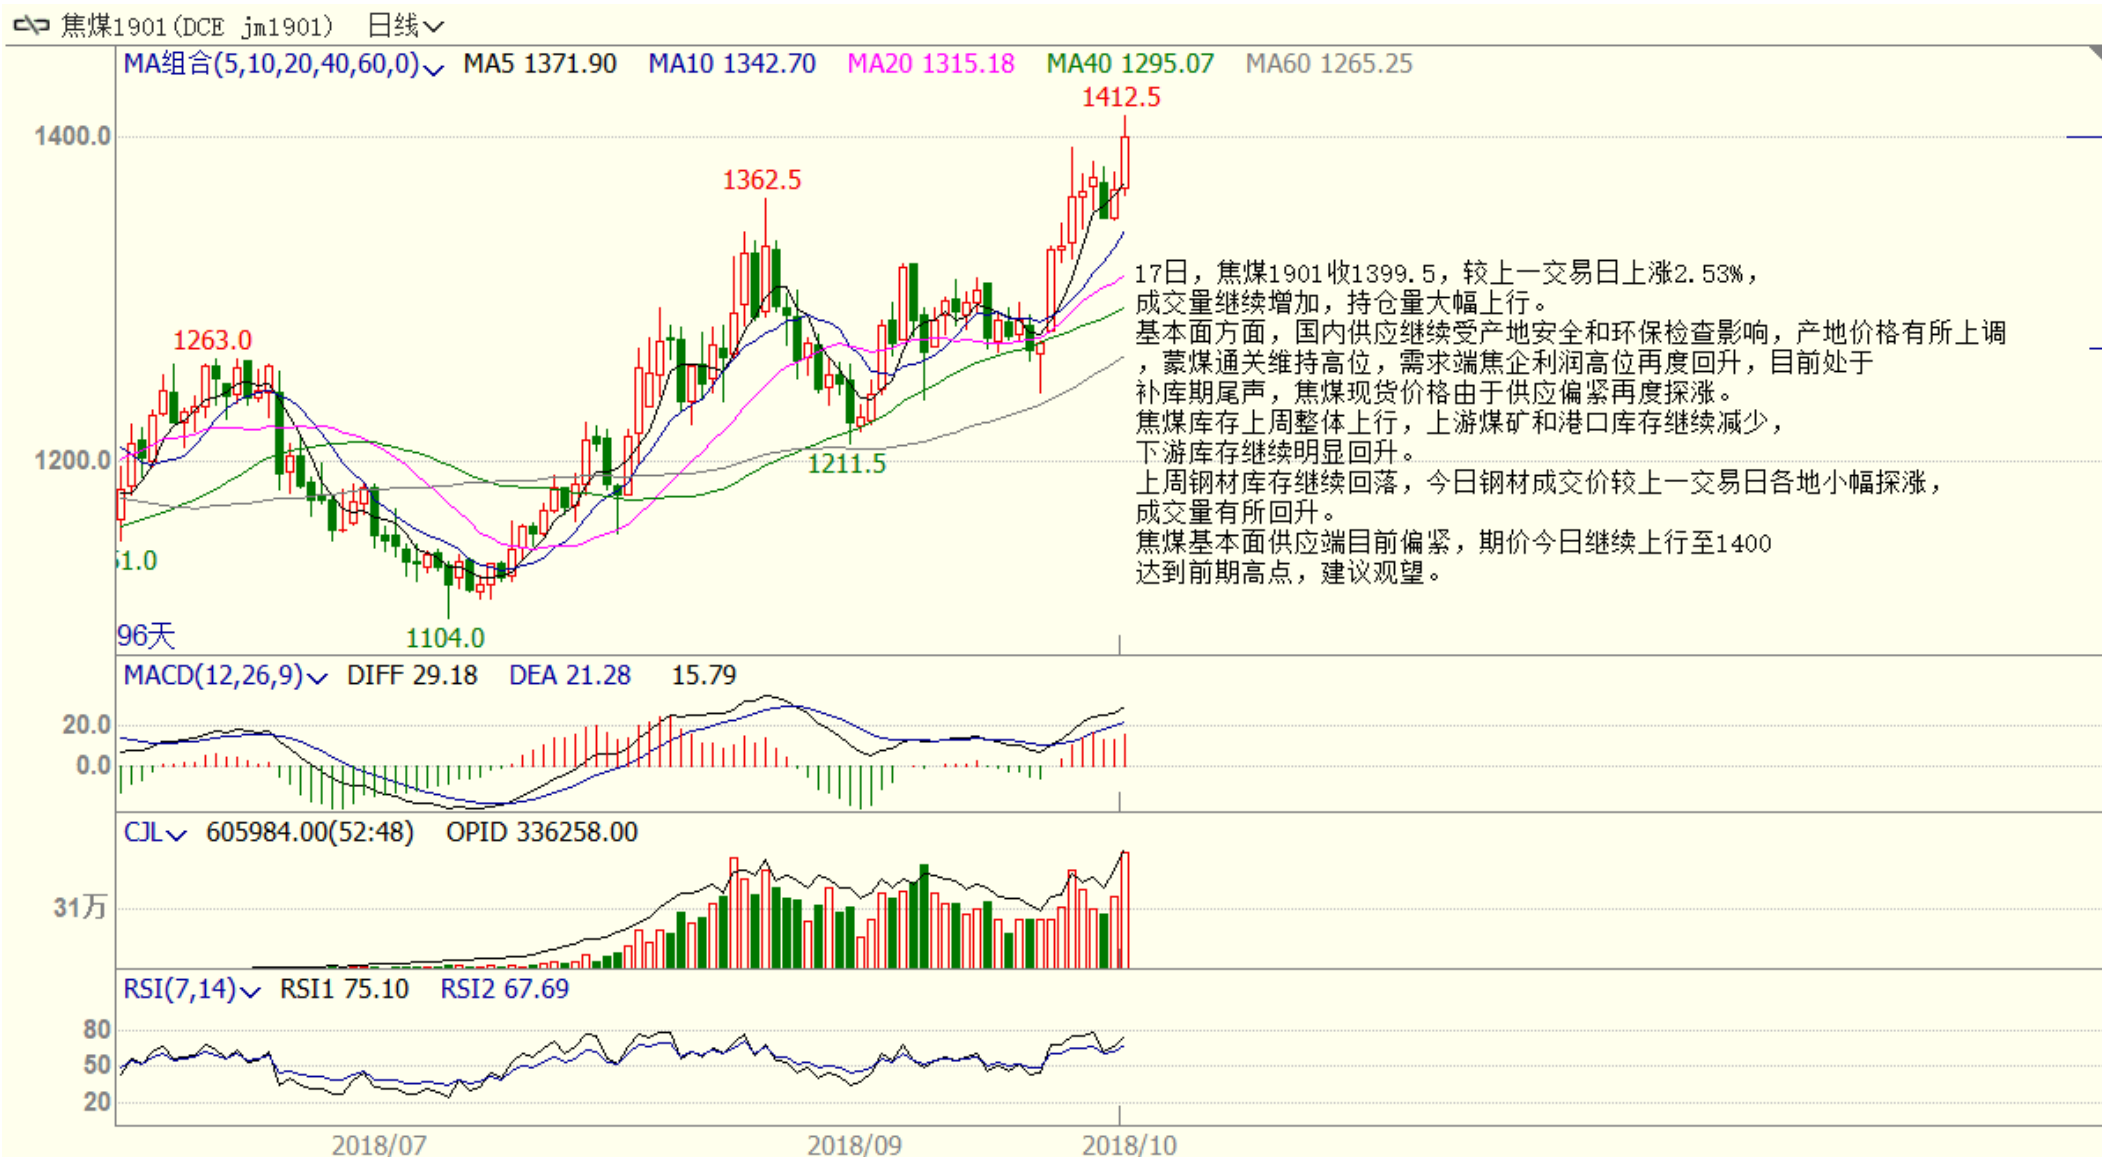 焦煤1901(DCE jm1901) 日线
MA组合(5,10,20,40,60,0) MA5 1371.90 MA10 1342.70 MA20 1315.18 MA40 1295.07 MA60 1265.25
1412.5
1400.0
1362.5
1263.0
17日，焦煤1901收1399.5，较上一交易日上涨2.53%，
成交量继续增加，持仓量大幅上行。
基本面方面，国内供应继续受产地安全和环保检查影响，产地价格有所上调
，蒙煤通关维持高位，需求端焦企利润高位再度回升，目前处于
补库期尾声，焦煤现货价格由于供应偏紧再度探涨。
焦煤库存上周整体上行，上游煤矿和港口库存继续减少，
下游库存继续明显回升。
上周钢材库存继续回落，今日钢材成交价较上一交易日各地小幅探涨，
成交量有所回升。
焦煤基本面供应端目前偏紧，期价今日继续上行至1400
达到前期高点，建议观望。
1200.0
1211.5
51.0
1104.0
96天
MACD(12,26,9) DIFF 29.18 DEA 21.28 15.79
20.0
0.0
CJL 605984.00(52:48) OPID 336258.00
31万
RSI(7,14) RSI1 75.10 RSI2 67.69
80
50
20
2018/07 2018/09 2018/10